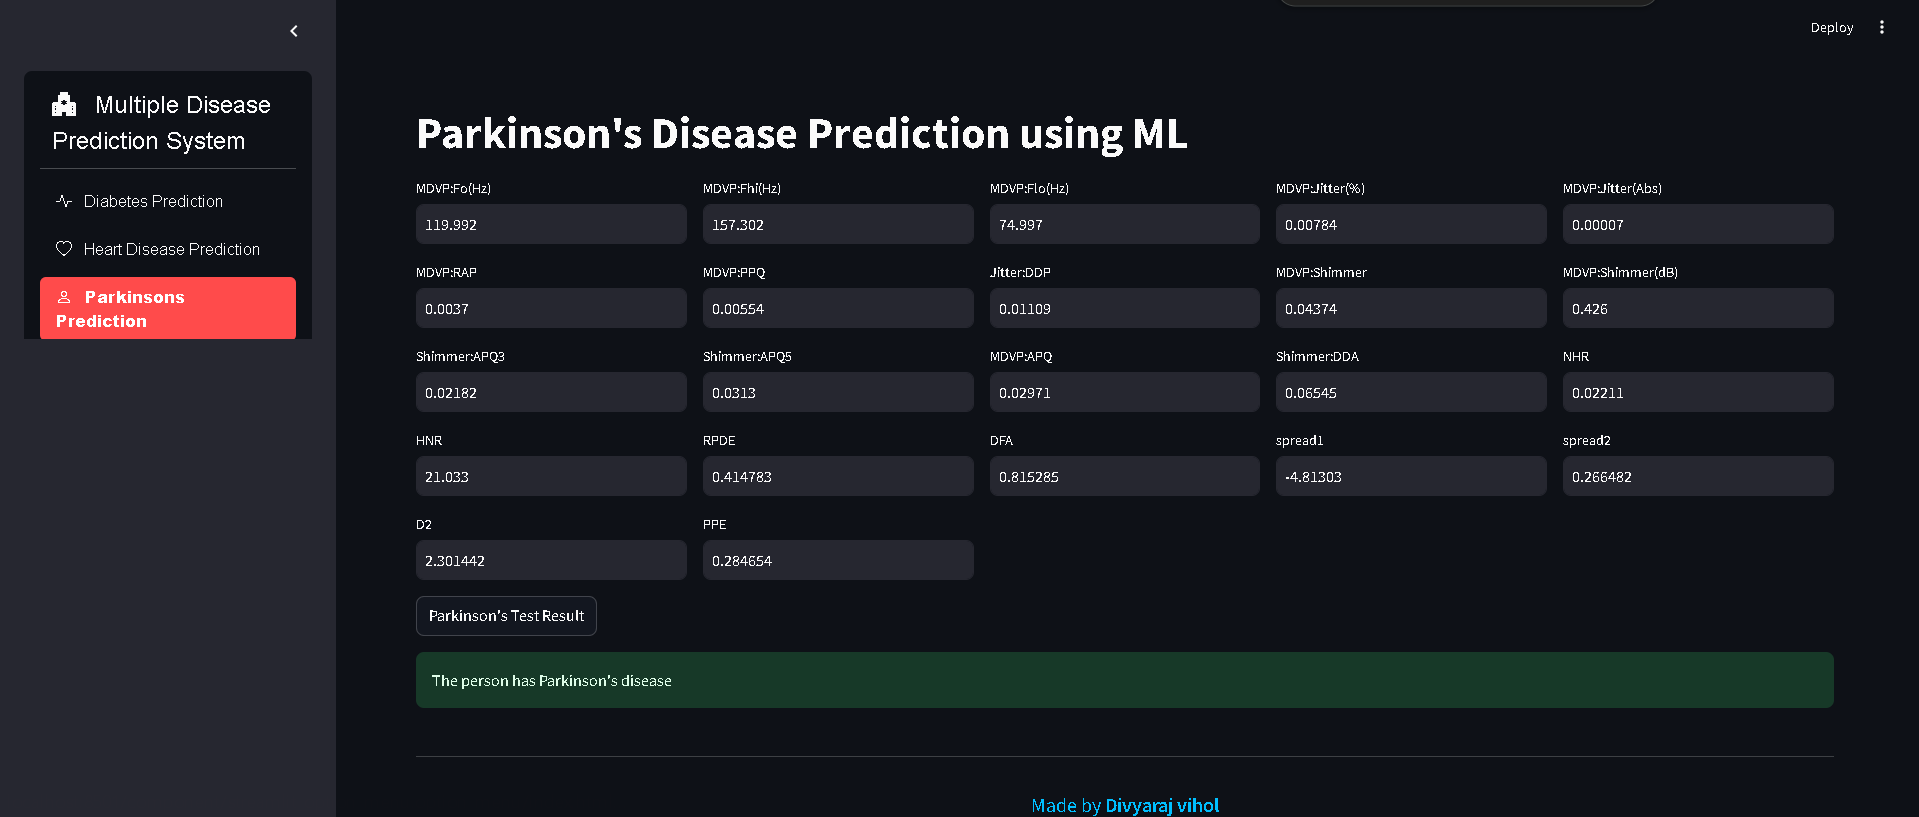 Deploy
Multiple Disease
Prediction System
Diabetes Prediction
Heart Disease Prediction
Parkinsons
Prediction
Parkinson's Disease Prediction using ML
MDVP:Fo(Hz) MDVP:Fhi(Hz) MDVP:Flo(Hz) MDVP:Jitter(%) MDVP:Jitter(Abs)
119.992 157.302 74.997 0.00784 0.00007
MDVP:RAP MDVP:PPQ Jitter:DDP MDVP:Shimmer MDVP:Shimmer(dB)
0.0037 0.00554 0.01109 0.04374 0.426
Shimmer:APQ3 Shimmer:APQ5 MDVP:APQ Shimmer:DDA NHR
0.02182 0.0313 0.02971 0.06545 0.02211
HNR RPDE DFA spread1 spread2
21.033 0.414783 0.815285 -4.81303 0.266482
D2 PPE
2.301442 0.284654
Parkinson's Test Result
The person has Parkinson's disease
Made by Divyaraj vihol